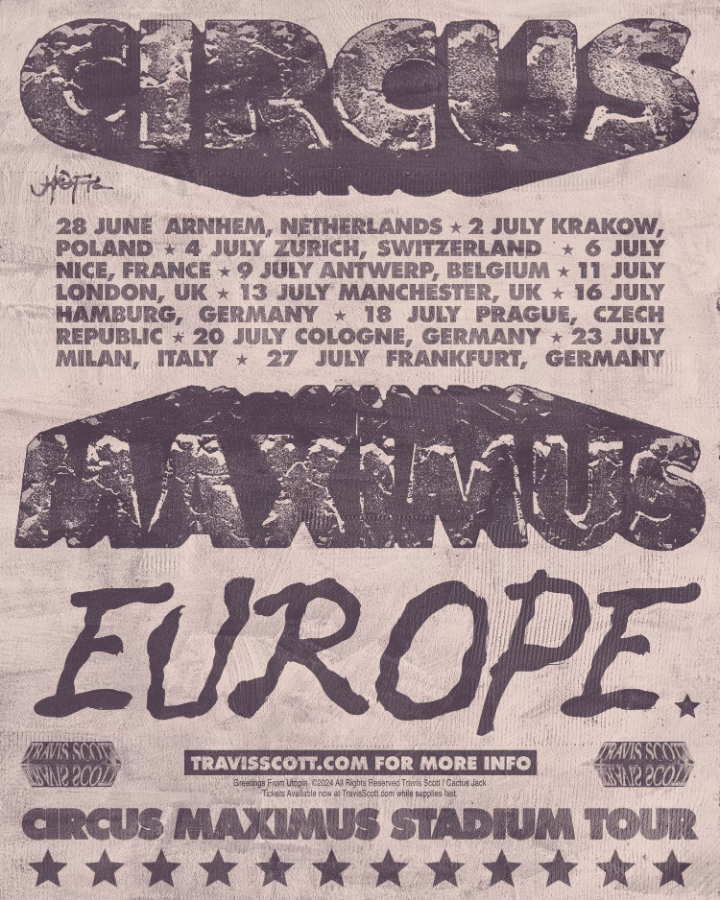 CIRCUS
28 JUNE ARNHEM, NETHERLANDS ★ 2 JULY KRAKOW,
POLAND ★ 4 JULY ZURICH, SWITZERLAND ★ 6 JULY
NICE, FRANCE ★ 9 JULY ANTWERP, BELGIUM ★ 11 JULY
LONDON, UK ★ 13 JULY MANCHESTER, UK ★ 16 JULY
HAMBURG, GERMANY ★ 18 JULY PRAGUE, CZECH
REPUBLIC ★ 20 JULY COLOGNE, GERMANY ★ 23 JULY
MILAN, ITALY ★ 27 JULY FRANKFURT, GERMANY
MAXIMUS
EUROPE.
TRAVIS SCOTT TRAVIS SCOTT
TRAVIS SCOTT TRAVIS SCOTT
TRAVISSCOTT.COM FOR MORE INFO
Greetings From Utopia ©2024 All Rights Reserved Travis Scott / Cactus Jack
Tickets Available now at TravisScott.com while supplies last.
CIRCUS MAXIMUS STADIUM TOUR